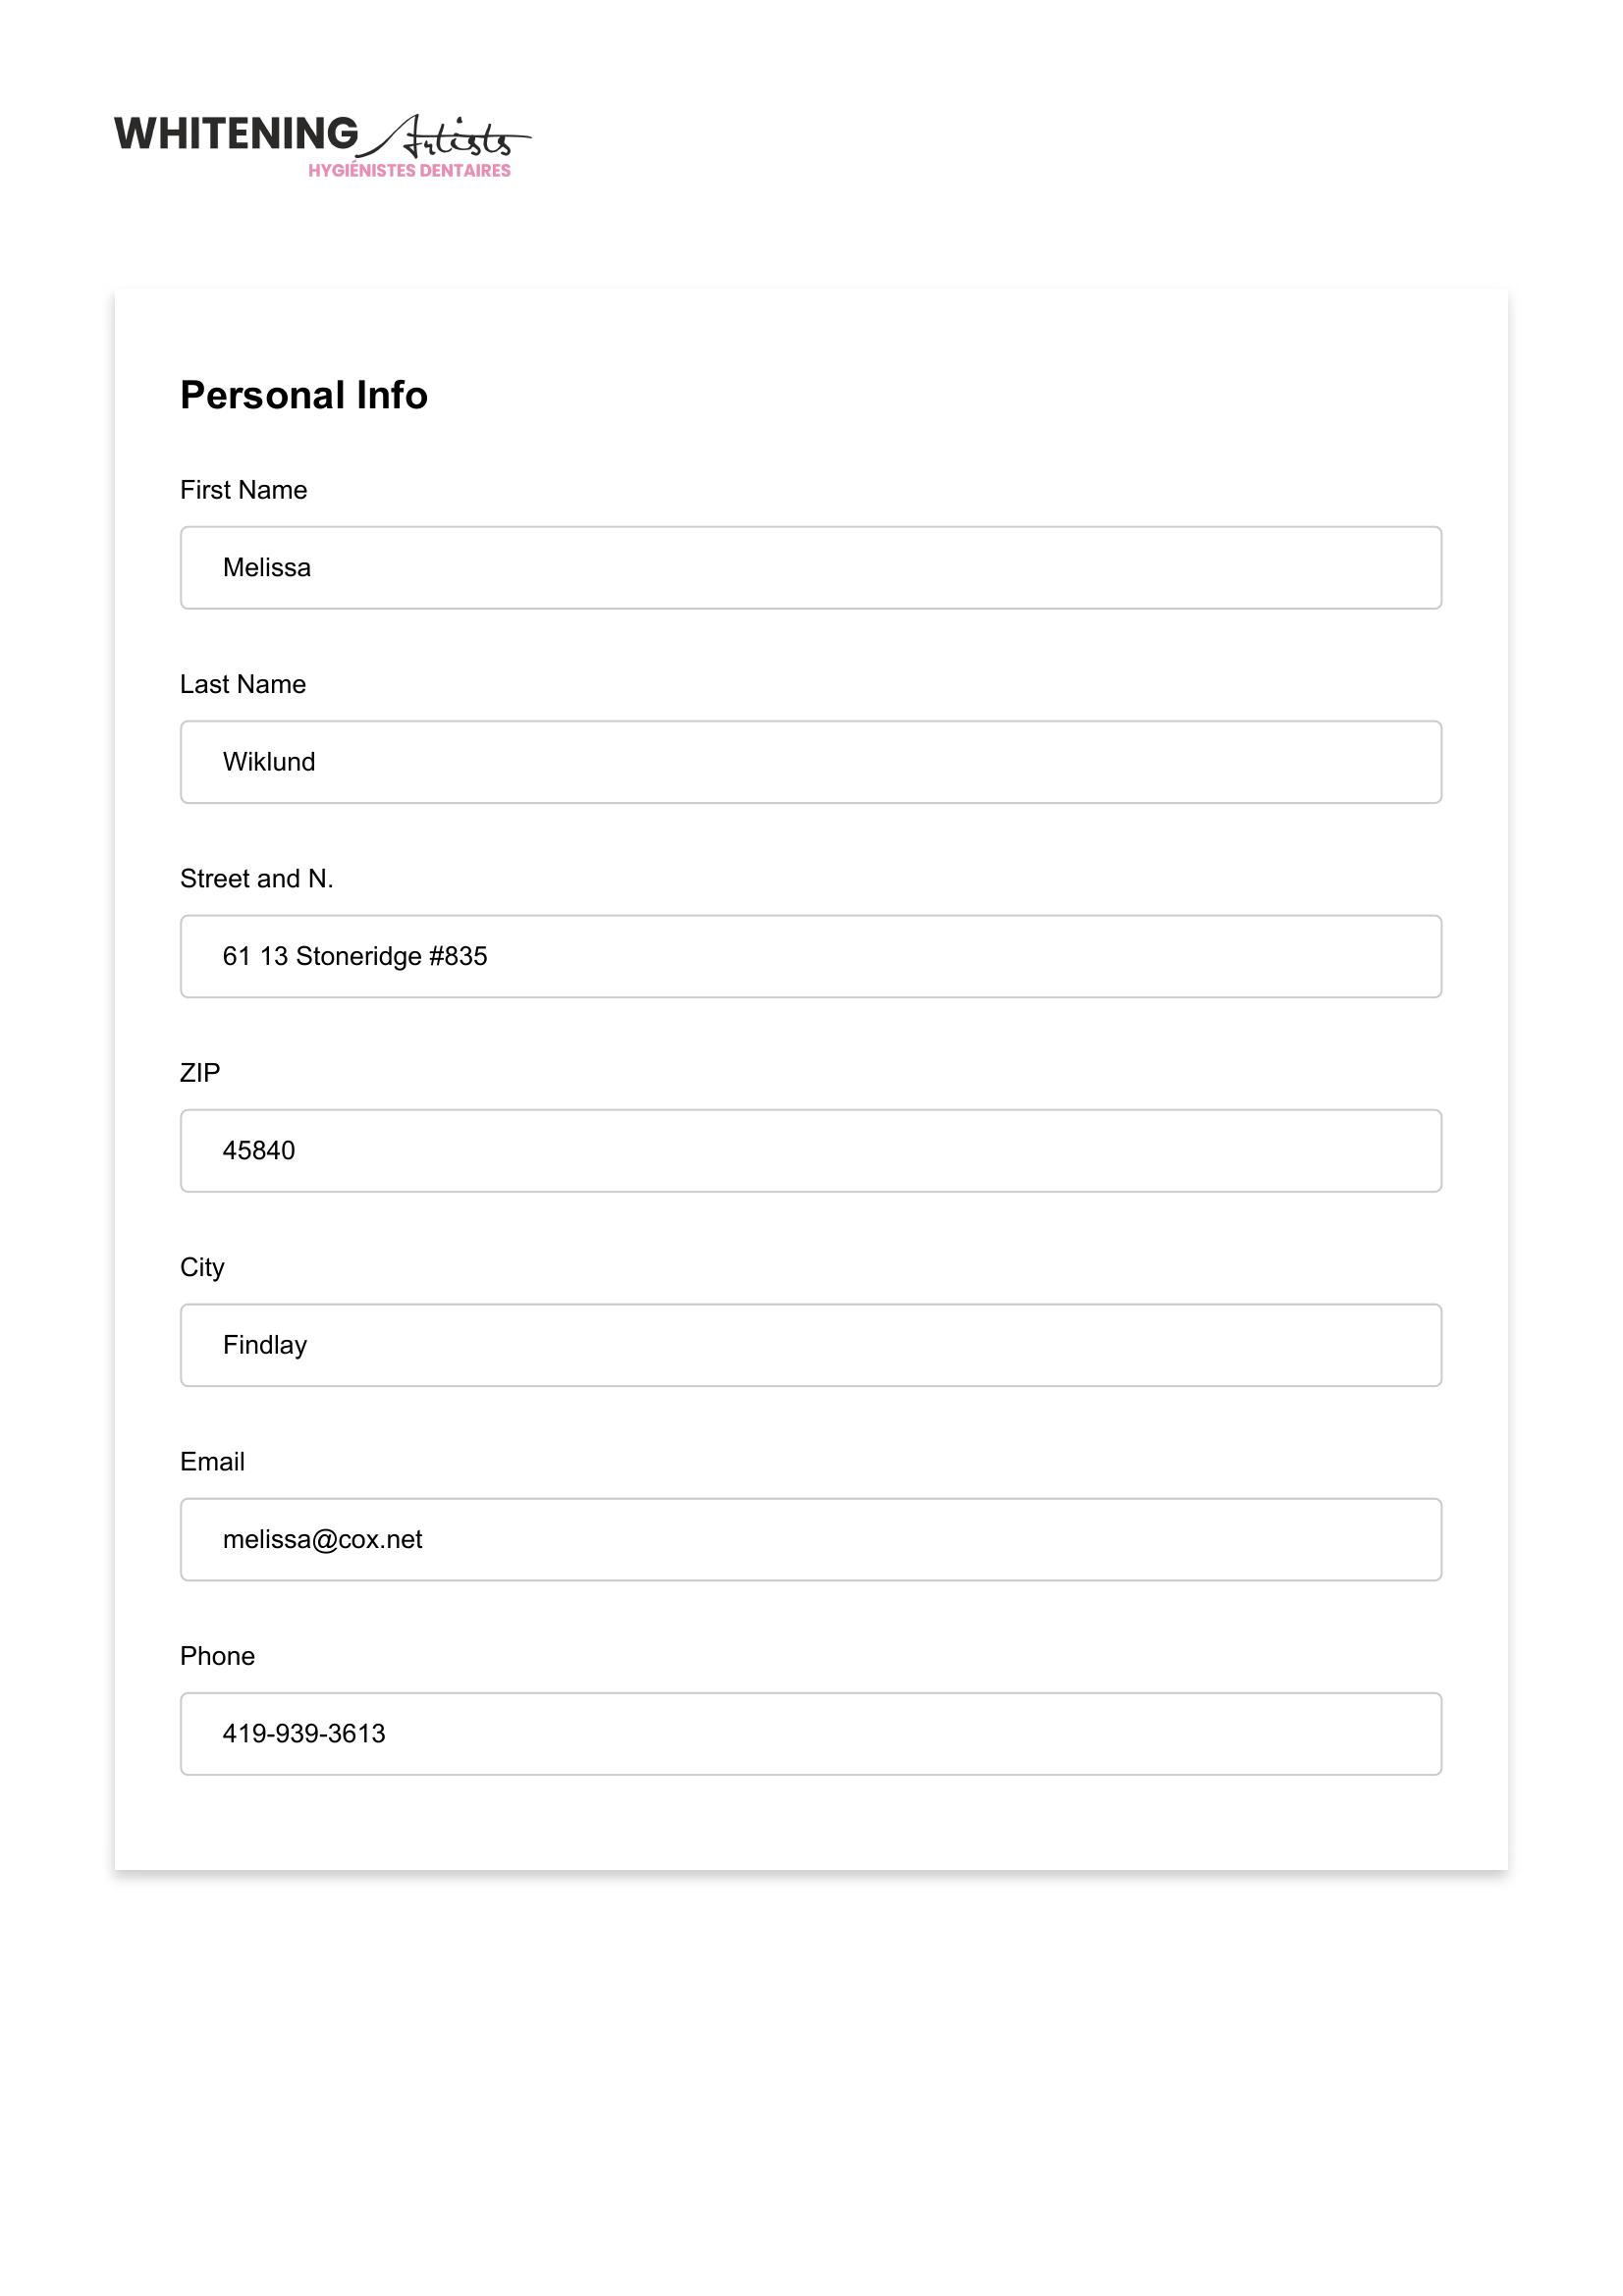 WHITENING Artists
HYGIÉNISTES DENTAIRES
Personal Info
First Name
Melissa
Last Name
Wiklund
Street and N.
61 13 Stoneridge #835
ZIP
45840
City
Findlay
Email
melissa@cox.net
Phone
419-939-3613